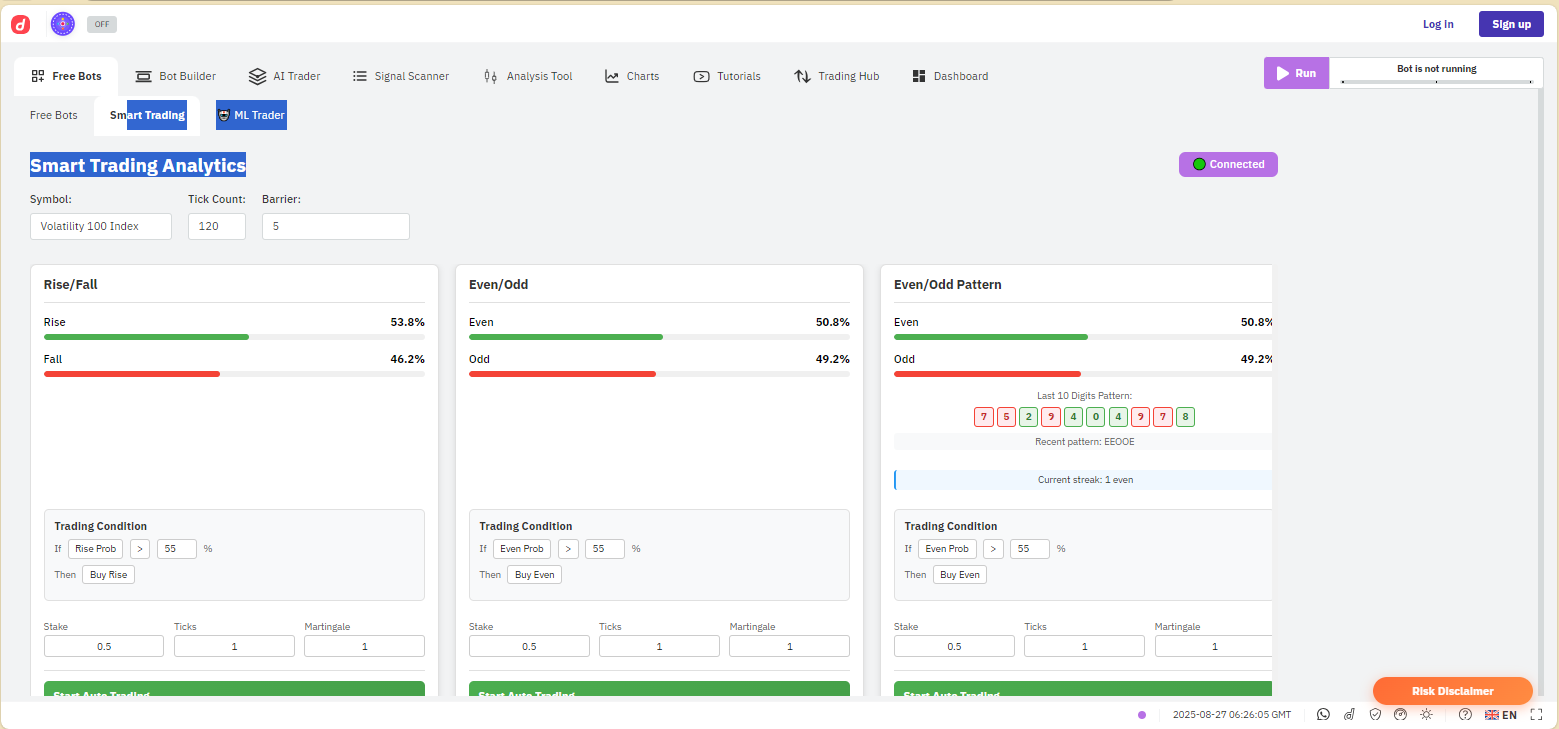 d OFF Log in Sign up
Free Bots Bot Builder AI Trader Signal Scanner Analysis Tool Charts Tutorials Trading Hub Dashboard Run Bot is not running
Free Bots Smart Trading ML Trader
Smart Trading Analytics Connected
Symbol: Tick Count: Barrier:
Volatility 100 Index 120 5
Rise/Fall Even/Odd Even/Odd Pattern
Rise 53.8% Even 50.8% Even 50.8%
Fall 46.2% Odd 49.2% Odd 49.2%
Last 10 Digits Pattern:
7 5 2 9 4 0 4 9 7 8
Recent pattern: EEOOE
Current streak: 1 even
Trading Condition Trading Condition Trading Condition
If Rise Prob > 55 % If Even Prob > 55 % If Even Prob > 55 %
Then Buy Rise Then Buy Even Then Buy Even
Stake Ticks Martingale Stake Ticks Martingale Stake Ticks Martingale
0.5 1 1 0.5 1 1 0.5 1 1
Start Auto Trading Start Auto Trading Start Auto Trading
Risk Disclaimer
2025-08-27 06:26:05 GMT EN